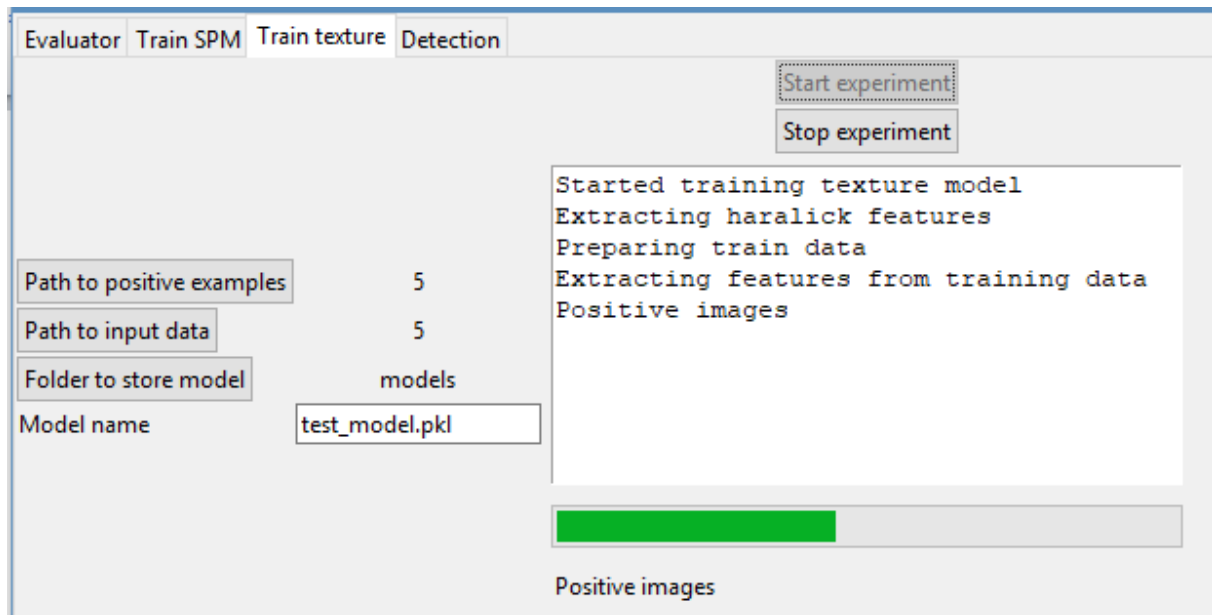 Evaluator Train SPM Train texture Detection
Start experiment
Stop experiment
Started training texture model
Extracting haralick features
Preparing train data
Extracting features from training data
Positive images
Path to positive examples 5
Path to input data 5
Folder to store model models
Model name test_model.pkl
Positive images